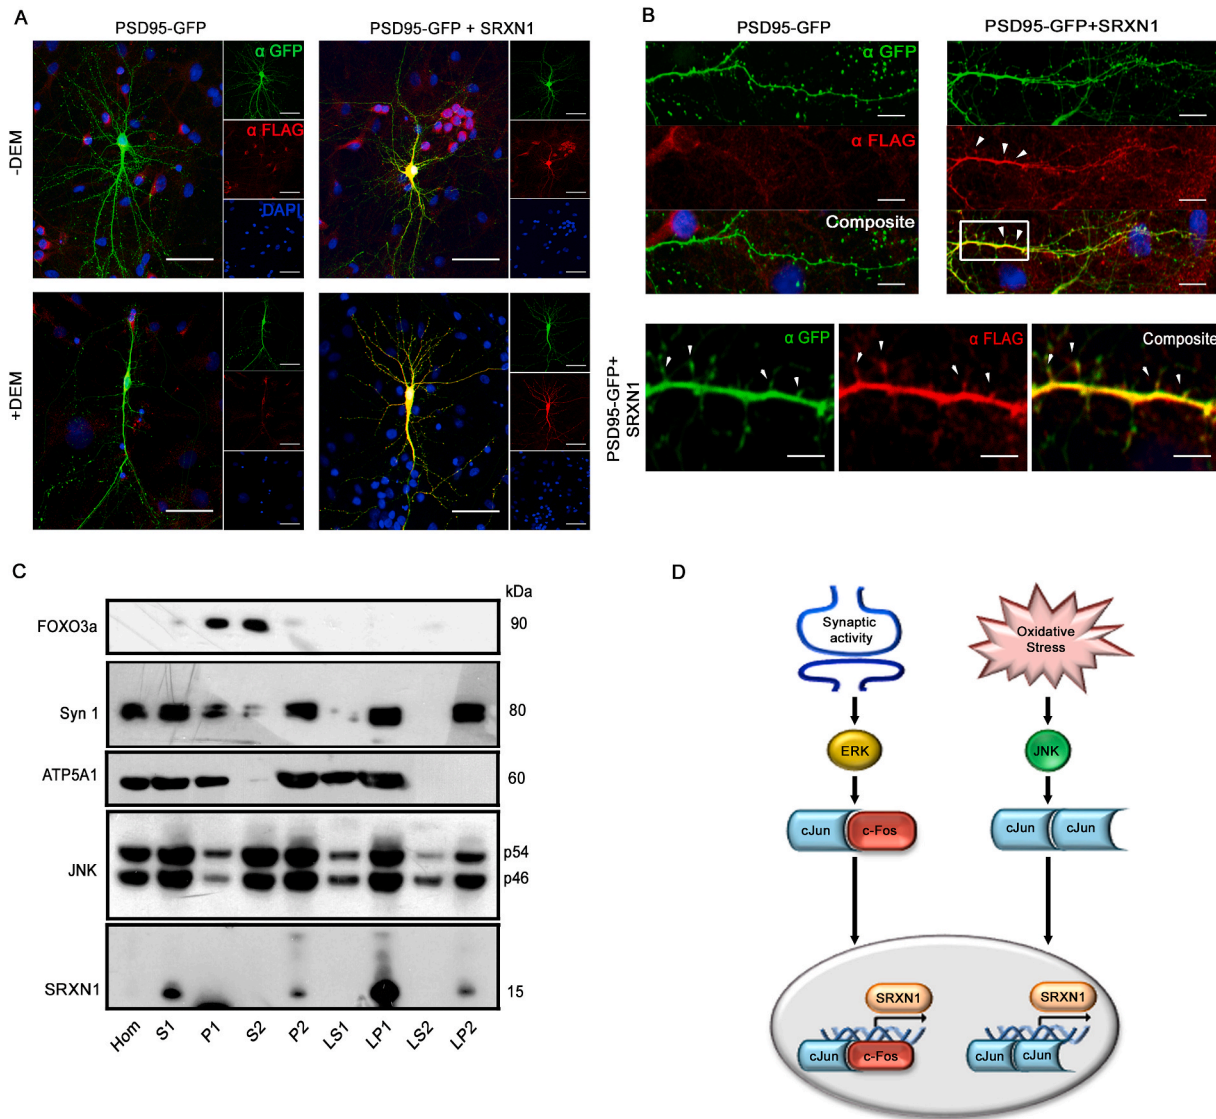 A
PSD95-GFP
PSD95-GFP + SRXN1
α GFP
α FLAG
DAPI
-DEM
+DEM
B
PSD95-GFP
PSD95-GFP+SRXN1
α GFP
α FLAG
Composite
PSD95-GFP+
SRXN1
α GFP
α FLAG
Composite
C
kDa
FOXO3a
90
Syn 1
80
ATP5A1
60
JNK
p54
p46
SRXN1
15
Hom S1 P1 S2 P2 LS1 LP1 LS2 LP2
D
Synaptic
activity
Oxidative
Stress
ERK
JNK
cJun c-Fos
cJun cJun
SRXN1
SRXN1
cJun c-Fos
cJun cJun